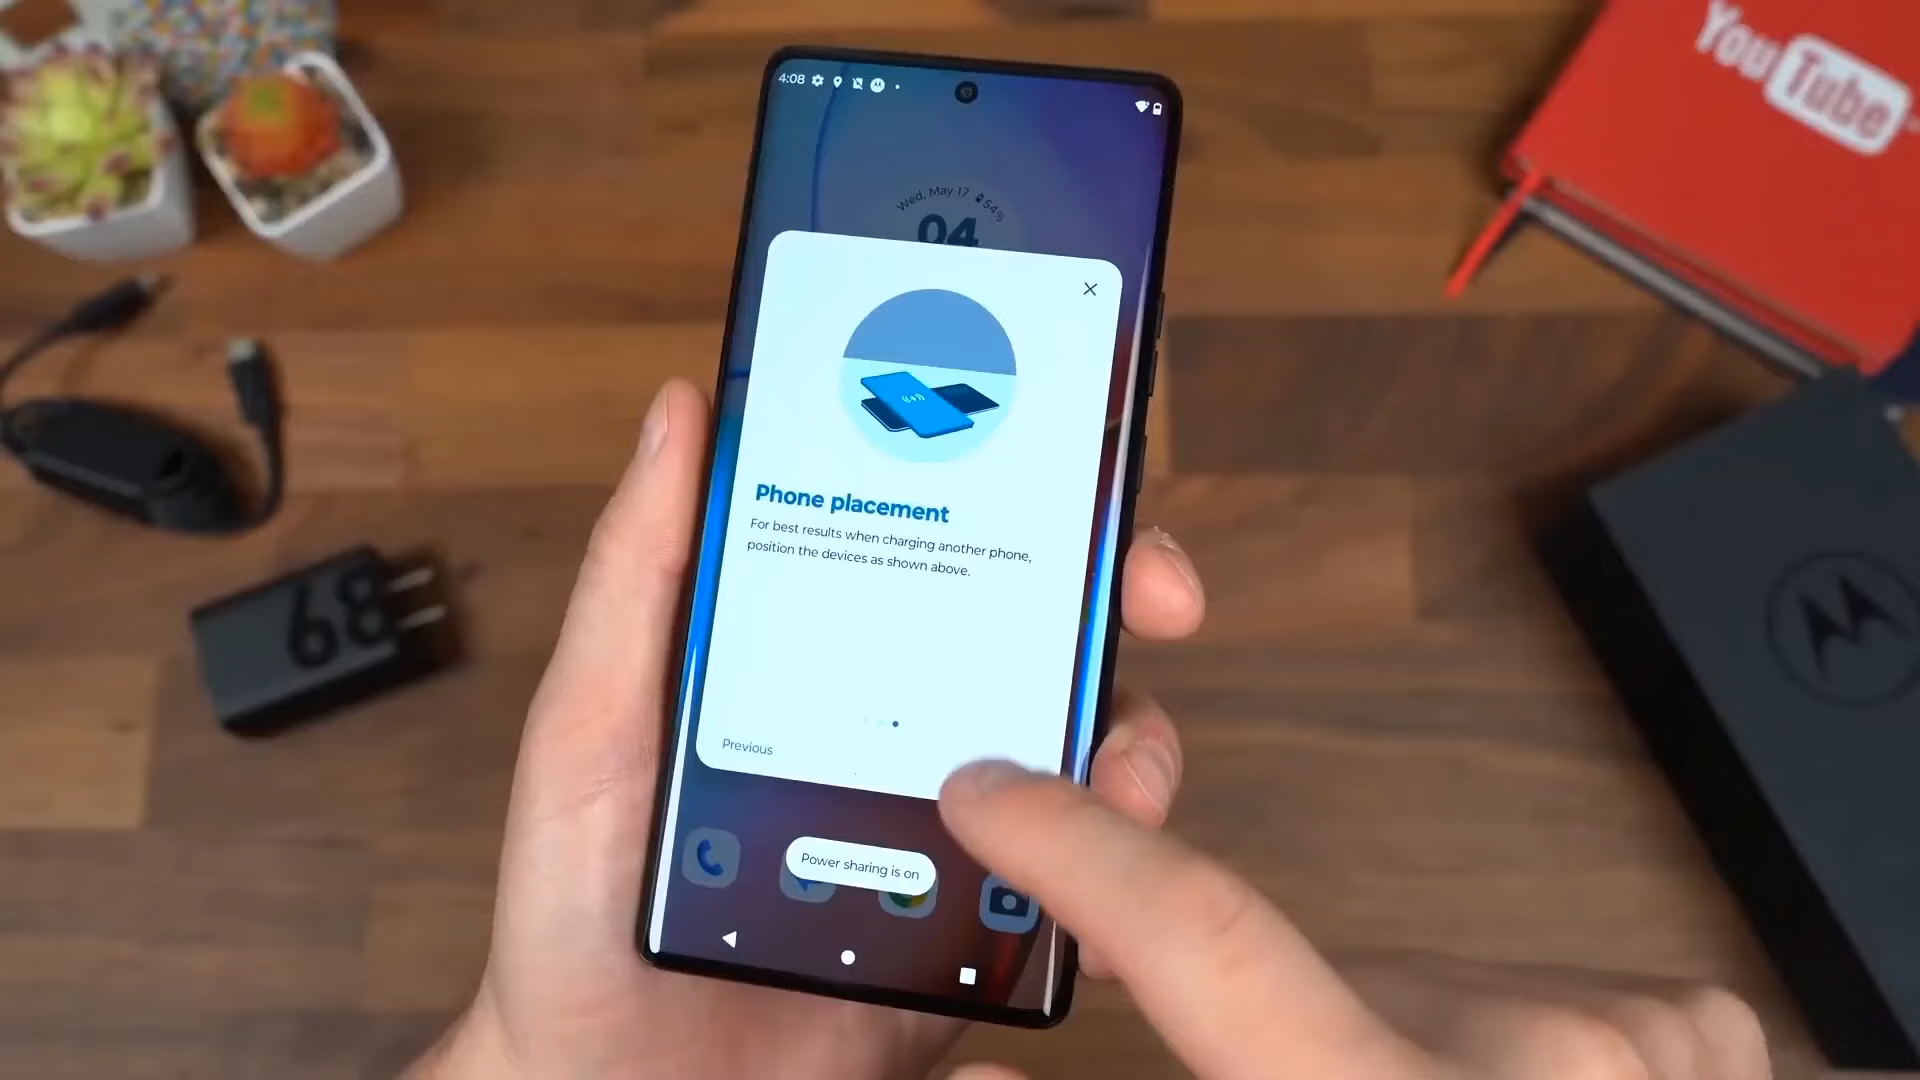 4:08
Wed, May 17 54%
04
Phone placement
For best results when charging another phone,
position the devices as shown above.
Previous
Power sharing is on
68
YouTube